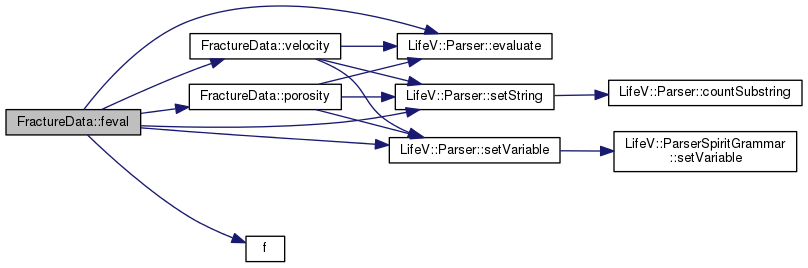 FractureData::feval
FractureData::velocity
FractureData::porosity
LifeV::Parser::evaluate
LifeV::Parser::setString
LifeV::Parser::setVariable
f
LifeV::Parser::countSubstring
LifeV::ParserSpiritGrammar
::setVariable